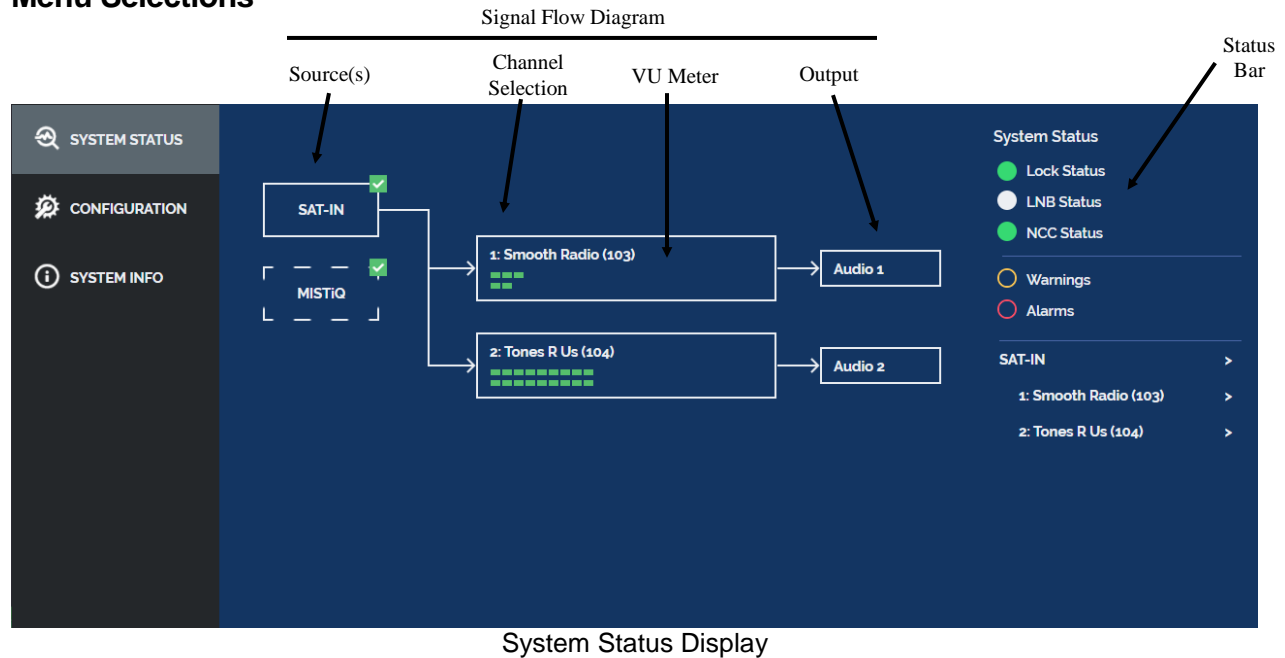 Menu Selections
Signal Flow Diagram
Source(s)
Channel
Selection
VU Meter
Output
Status
Bar
SYSTEM STATUS
CONFIGURATION
SYSTEM INFO
SAT-IN
MISTiQ
1: Smooth Radio (103)
Audio 1
2: Tones R Us (104)
Audio 2
System Status
Lock Status
LNB Status
NCC Status
Warnings
Alarms
SAT-IN >
1: Smooth Radio (103) >
2: Tones R Us (104) >
System Status Display